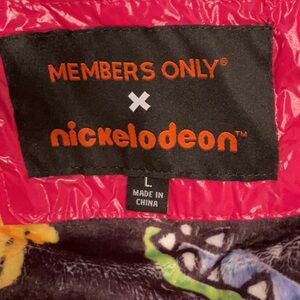 MEMBERS ONLY®
×
nickelodeon™
L
MADE IN
CHINA